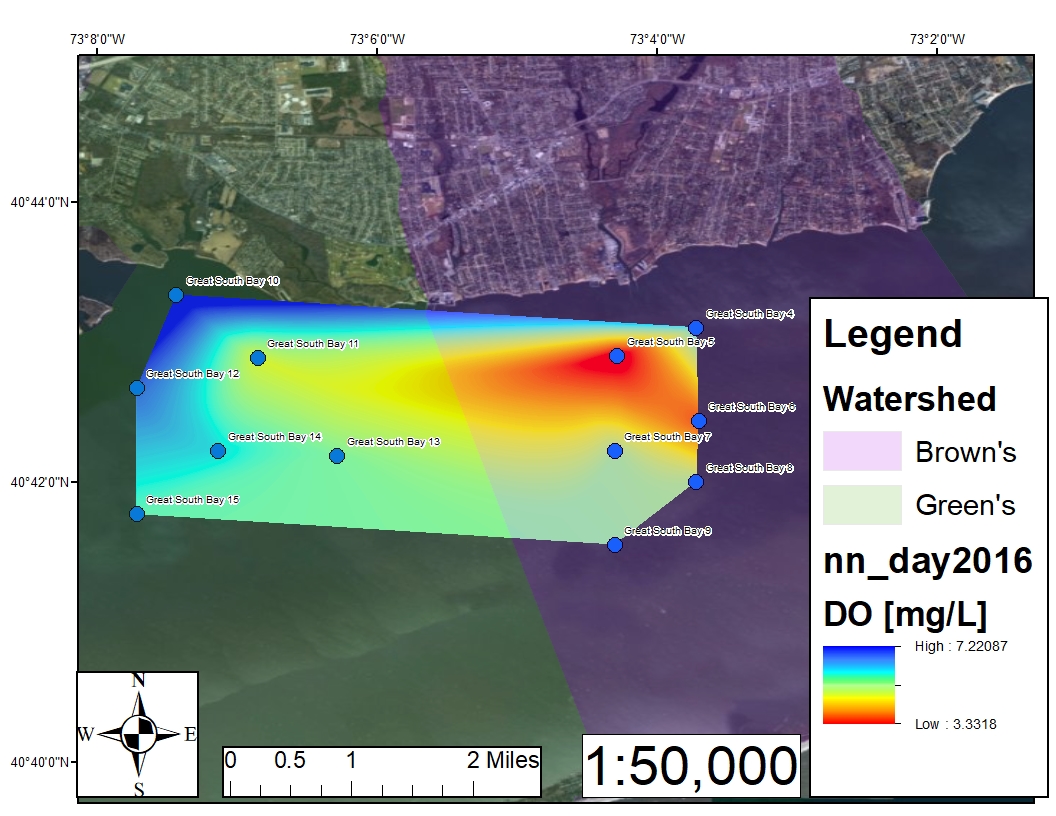 73°8'0"W
73°6'0"W
73°4'0"W
73°2'0"W
40°44'0"N
40°42'0"N
40°40'0"N
Great South Bay 10
Great South Bay 4
Great South Bay 5
Great South Bay 11
Great South Bay 12
Great South Bay 6
Great South Bay 14
Great South Bay 13
Great South Bay 7
Great South Bay 8
Great South Bay 15
Great South Bay 9
Legend
Watershed
Brown's
Green's
nn_day2016
DO [mg/L]
High : 7.22087
Low : 3.3318
N
W E
S
0 0.5 1 2 Miles
1:50,000